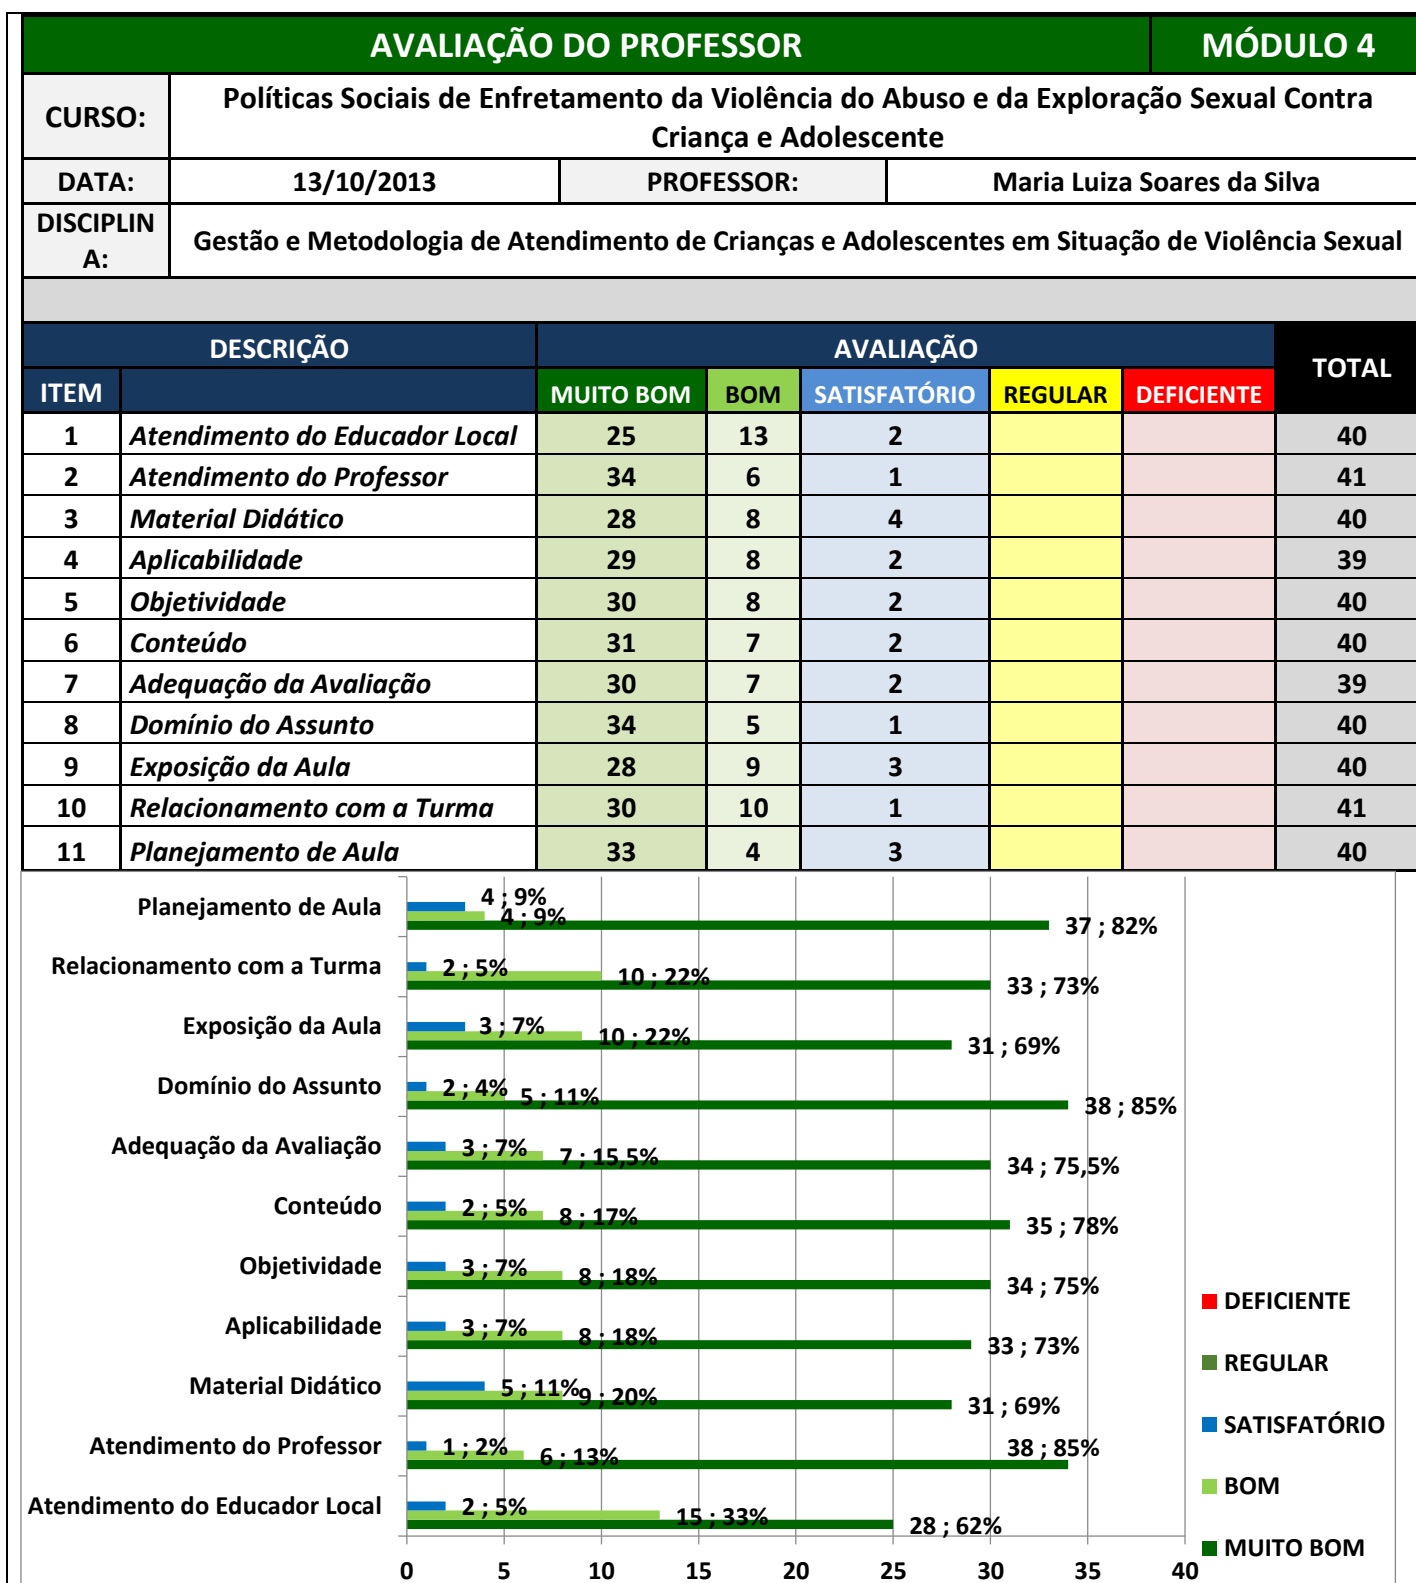 AVALIAÇÃO DO PROFESSOR MÓDULO 4
CURSO: Políticas Sociais de Enfretamento da Violência do Abuso e da Exploração Sexual Contra
Criança e Adolescente
DATA: 13/10/2013 PROFESSOR: Maria Luiza Soares da Silva
DISCIPLIN
A:
Gestão e Metodologia de Atendimento de Crianças e Adolescentes em Situação de Violência Sexual
DESCRIÇÃO AVALIAÇÃO TOTAL
ITEM MUITO BOM BOM SATISFATÓRIO REGULAR DEFICIENTE
1 Atendimento do Educador Local 25 13 2 40
2 Atendimento do Professor 34 6 1 41
3 Material Didático 28 8 4 40
4 Aplicabilidade 29 8 2 39
5 Objetividade 30 8 2 40
6 Conteúdo 31 7 2 40
7 Adequação da Avaliação 30 7 2 39
8 Domínio do Assunto 34 5 1 40
9 Exposição da Aula 28 9 3 40
10 Relacionamento com a Turma 30 10 1 41
11 Planejamento de Aula 33 4 3 40
Planejamento de Aula 4 ; 9% 4 ; 9% 37 ; 82%
Relacionamento com a Turma 2 ; 5% 10 ; 22% 33 ; 73%
Exposição da Aula 3 ; 7% 10 ; 22% 31 ; 69%
Domínio do Assunto 2 ; 4% 5 ; 11% 38 ; 85%
Adequação da Avaliação 3 ; 7% 7 ; 15,5% 34 ; 75,5%
Conteúdo 2 ; 5% 8 ; 17% 35 ; 78%
Objetividade 3 ; 7% 8 ; 18% 34 ; 75%
Aplicabilidade 3 ; 7% 8 ; 18% 33 ; 73%
Material Didático 5 ; 11% 9 ; 20% 31 ; 69%
Atendimento do Professor 1 ; 2% 6 ; 13% 38 ; 85%
Atendimento do Educador Local 2 ; 5% 15 ; 33% 28 ; 62%
0 5 10 15 20 25 30 35 40
DEFICIENTE
REGULAR
SATISFATÓRIO
BOM
MUITO BOM